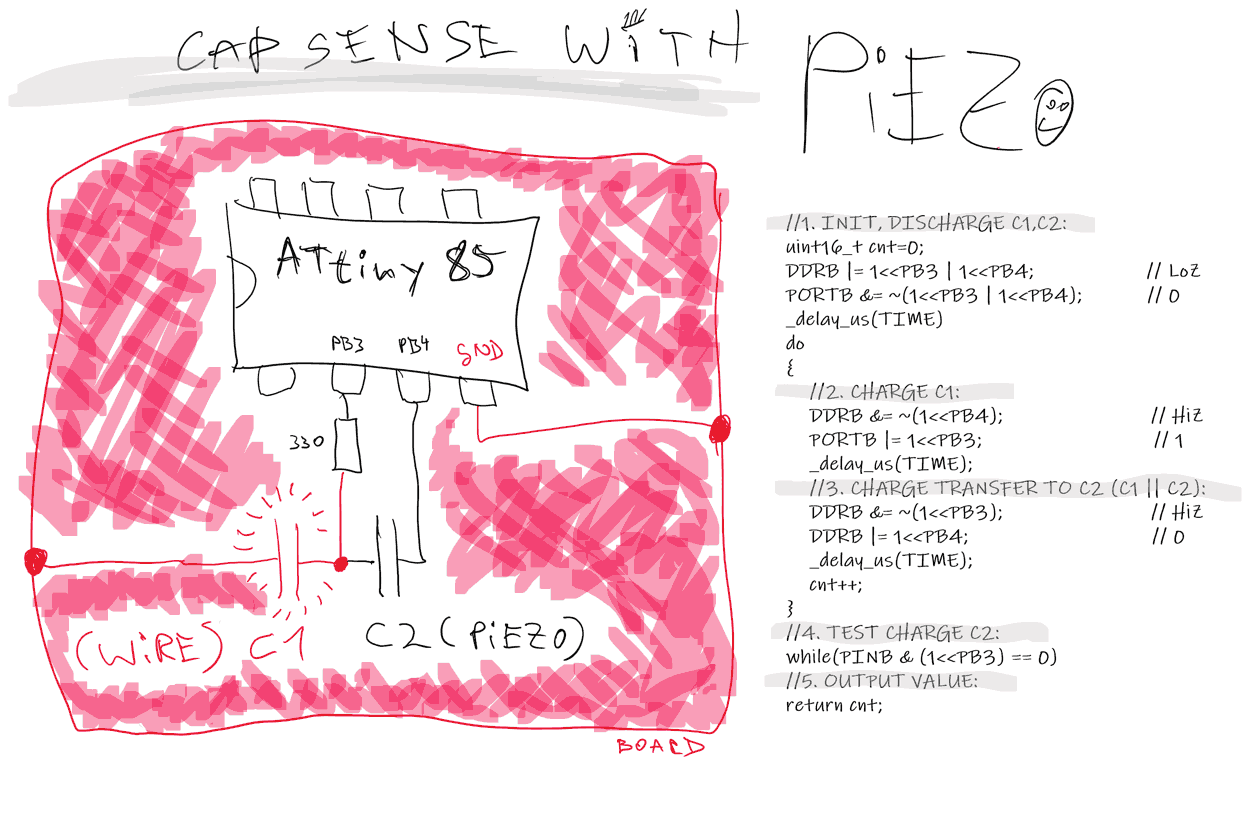 CAP SENSE WiTH PiEZO
ATtiny 85
PB3 PB4 GND
330
(WiRE) C1
C2 (PiEZO)
BOARD
//1. INIT, DISCHARGE C1,C2:
uint16_t cnt=0;
DDRB |= 1<<PB3 | 1<<PB4; // LoZ
PORTB &= ~(1<<PB3 | 1<<PB4); // 0
_delay_us(TIME)
do
{
//2. CHARGE C1:
DDRB &= ~(1<<PB4); // HiZ
PORTB |= 1<<PB3; // 1
_delay_us(TIME);
//3. CHARGE TRANSFER TO C2 (C1 || C2):
DDRB &= ~(1<<PB3); // HiZ
DDRB |= 1<<PB4; // 0
_delay_us(TIME);
cnt++;
}
//4. TEST CHARGE C2:
while(PINB & (1<<PB3) == 0)
//5. OUTPUT VALUE:
return cnt;